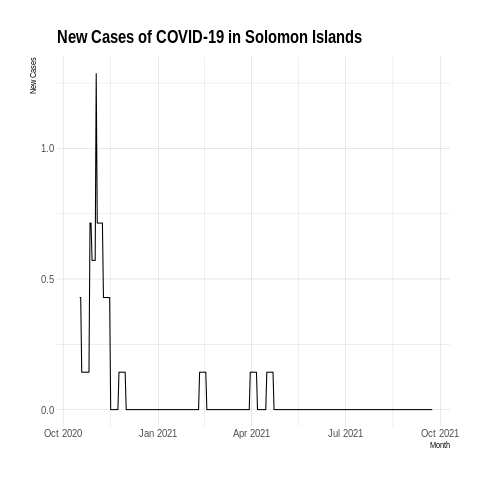 New Cases of COVID-19 in Solomon Islands
New Cases
1.0
0.5
0.0
Oct 2020 Jan 2021 Apr 2021 Jul 2021 Oct 2021
Month